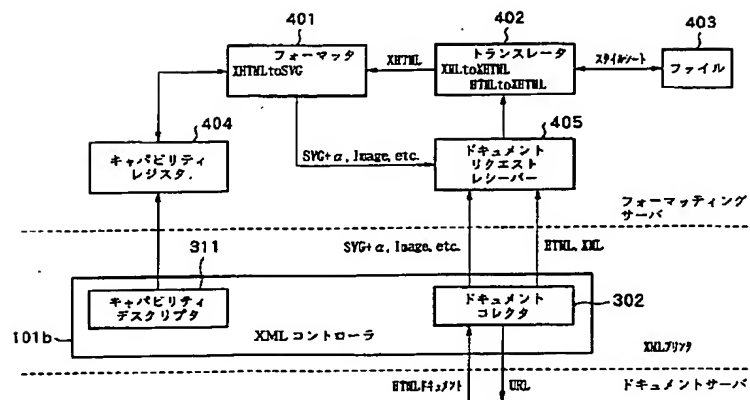 401
フォーマッタ
XHTMLtoSVG
XHTML
402
トランスレータ
XMLtoXHTML
HTMLtoXHTML
スタイルシート
403
ファイル
404
キャパビリティ
レジスタ.
SVG+α, Image, etc.
405
ドキュメント
リクエスト
レシーバー
フォーマッティング
サーバ
SVG+α, Image, etc.
HTML, XML
311
キャパビリティ
デスクリプタ
ドキュメント
コレクタ
302
101b
XMLコントローラ
XMLプリンタ
HTMLドキュメント
URL
ドキュメントサーバ